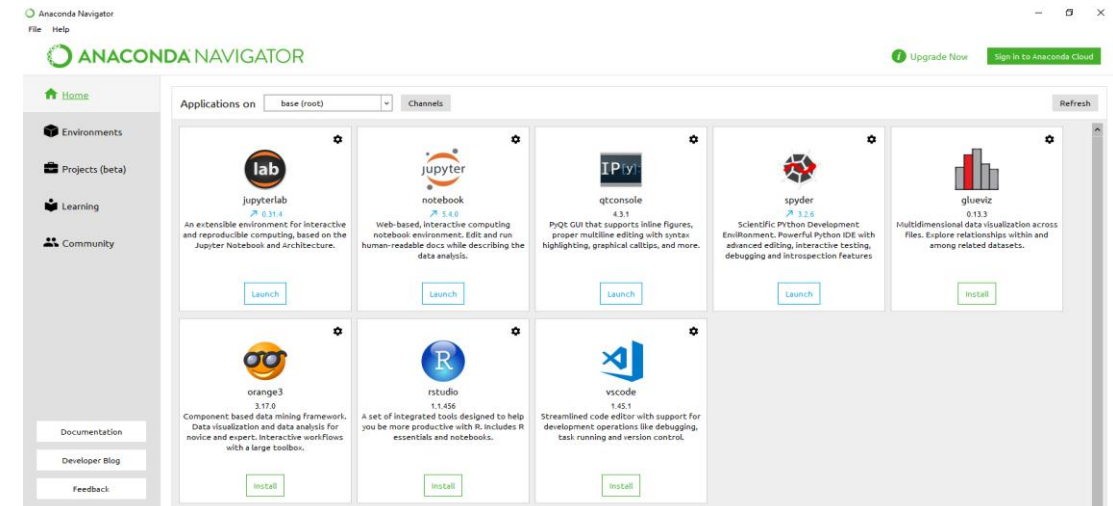 Anaconda Navigator
File Help
ANACONDA NAVIGATOR
Upgrade Now
Sign in to Anaconda Cloud
Home
Environments
Projects (beta)
Learning
Community
Documentation
Developer Blog
Feedback
Applications on base (root) Channels Refresh
lab
jupyterlab
0.31.4
An extensible environment for interactive
and reproducible computing, based on the
Jupyter Notebook and Architecture.
Launch
jupyter
notebook
5.4.0
Web-based, interactive computing
notebook environment. Edit and run
human-readable docs while describing the
data analysis.
Launch
IP[y]:
qtconsole
4.3.1
PyQt GUI that supports inline figures,
proper multiline editing with syntax
highlighting, graphical calltips, and more.
Launch
spyder
3.2.6
Scientific PYthon Development
EnviRonment. Powerful Python IDE with
advanced editing, interactive testing,
debugging and introspection features
Launch
glueviz
0.13.3
Multidimensional data visualization across
files. Explore relationships within and
among related datasets.
Install
orange3
3.17.0
Component based data mining framework.
Data visualization and data analysis for
novice and expert. Interactive workflows
with a large toolbox.
Install
R
rstudio
1.1.456
A set of integrated tools designed to help
you be more productive with R. Includes R
essentials and notebooks.
Install
vscode
1.45.1
Streamlined code editor with support for
development operations like debugging,
task running and version control.
Install